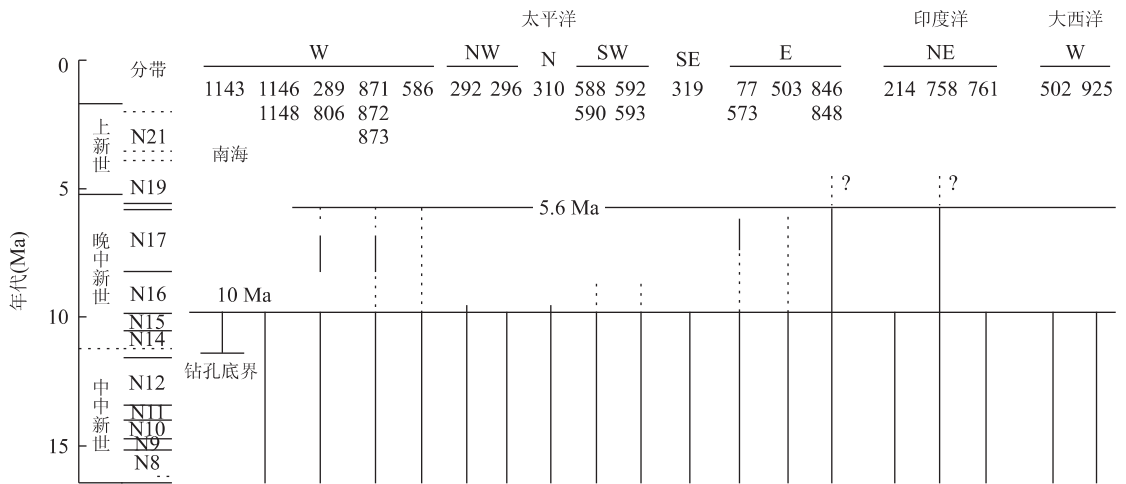 太平洋 印度洋 大西洋
W NW N SW SE E NE W
0 分带
1143 1146 289 871 586 292 296 310 588 592 319 77 503 846 214 758 761 502 925
1148 806 872 590 593 573 848
873
上新世
N21
南海
5
N19
? ?
5.6 Ma
年代(Ma)
晚中新世
N17
N16
10 Ma
10
N15
N14
钻孔底界
中中新世
N12
N11
N10
15
N9
N8